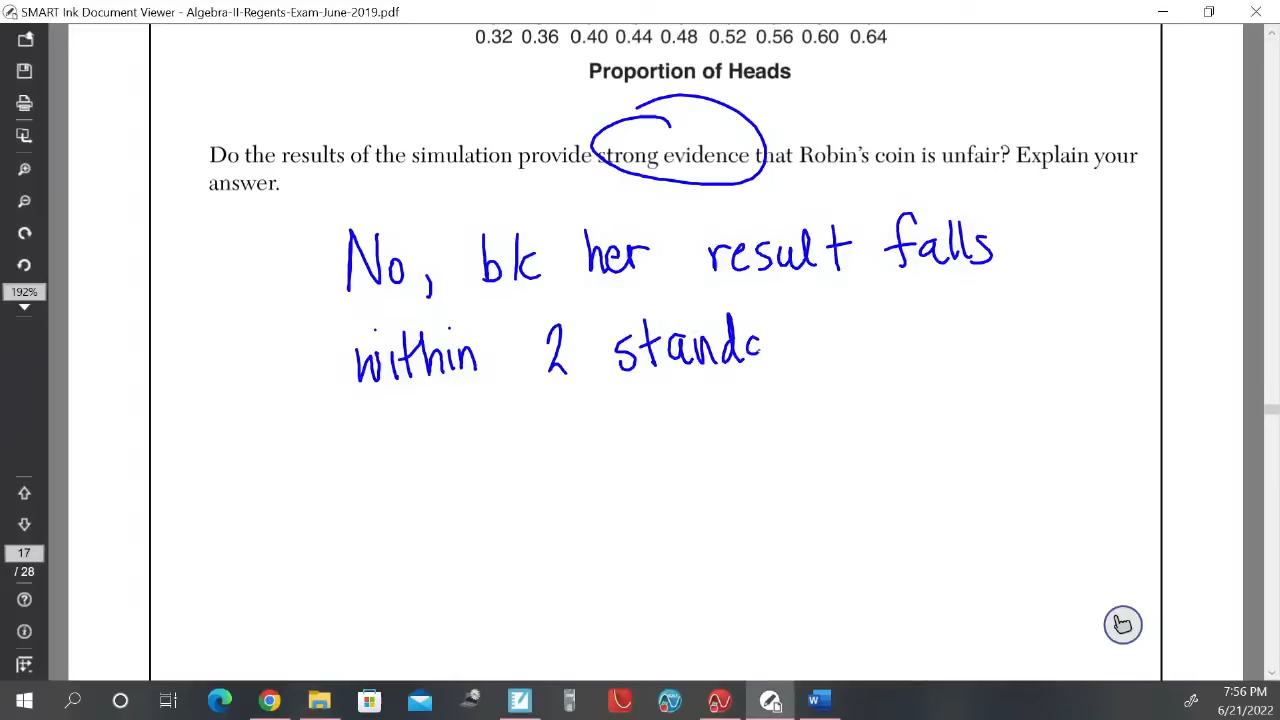 SMART Ink Document Viewer - Algebra-II-Regents-Exam-June-2019.pdf
0.32 0.36 0.40 0.44 0.48 0.52 0.56 0.60 0.64
Proportion of Heads
Do the results of the simulation provide strong evidence that Robin's coin is unfair? Explain your
answer.
No, bk her result falls
within 2 standa
192%
17
/ 28
7:56 PM
6/21/2022